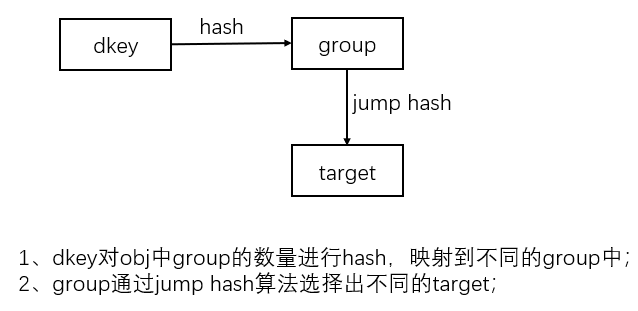 dkey
hash
group
jump hash
target
1、dkey对obj中group的数量进行hash，映射到不同的group中；
2、group通过jump hash算法选择出不同的target；